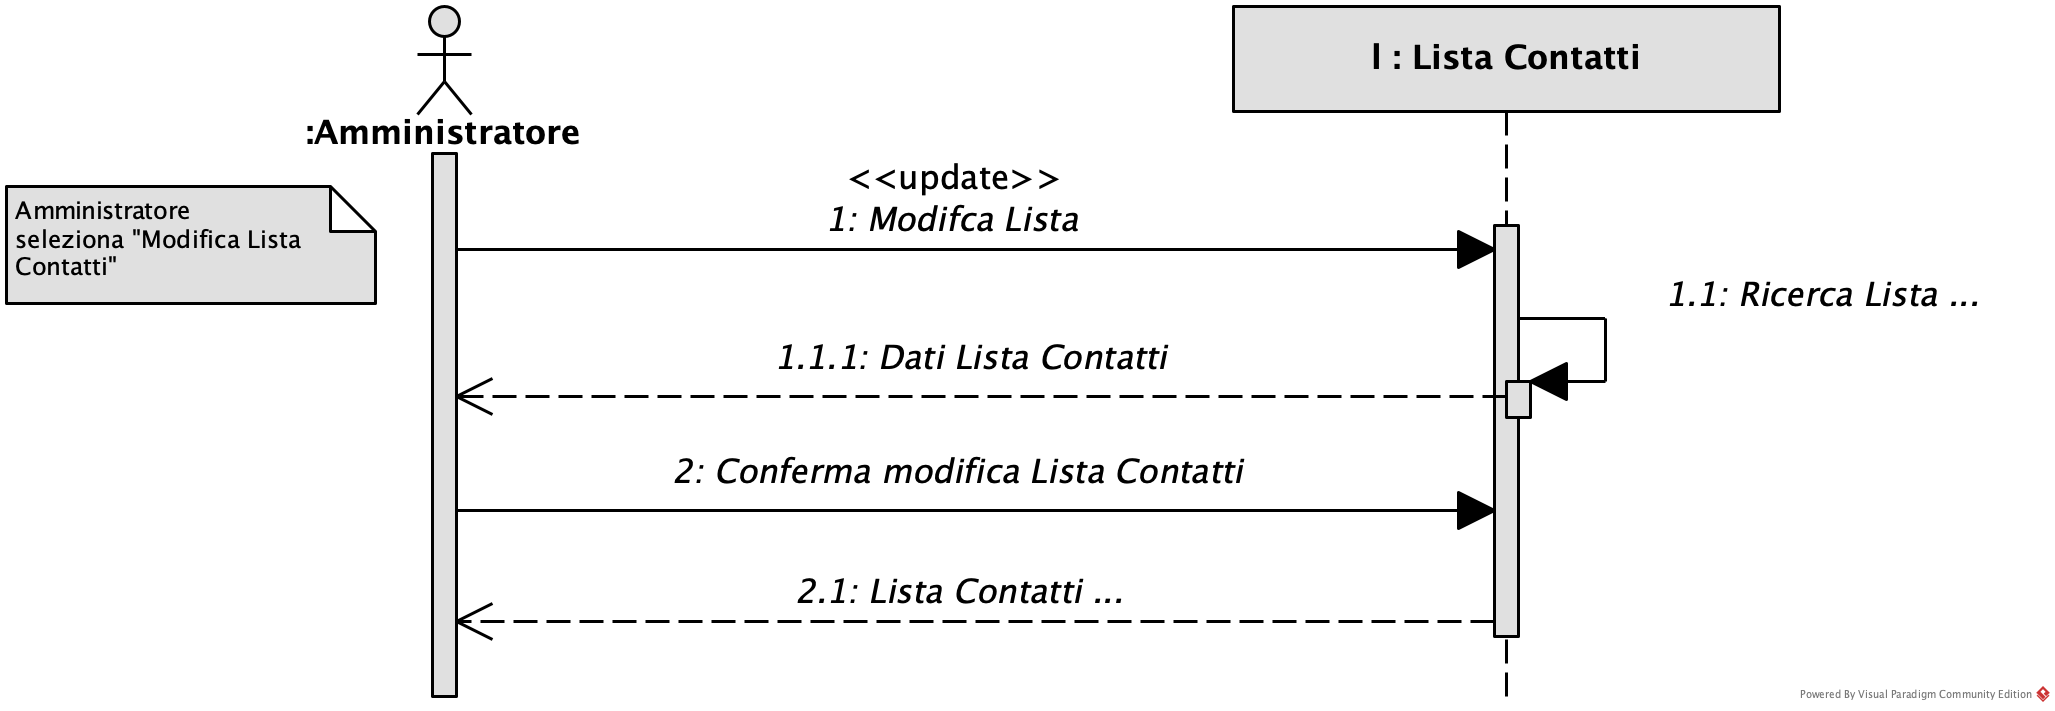 :Amministratore
l : Lista Contatti
Amministratore
seleziona "Modifica Lista
Contatti"
<<update>>
1: Modifca Lista
1.1: Ricerca Lista ...
1.1.1: Dati Lista Contatti
2: Conferma modifica Lista Contatti
2.1: Lista Contatti ...
Powered By Visual Paradigm Community Edition